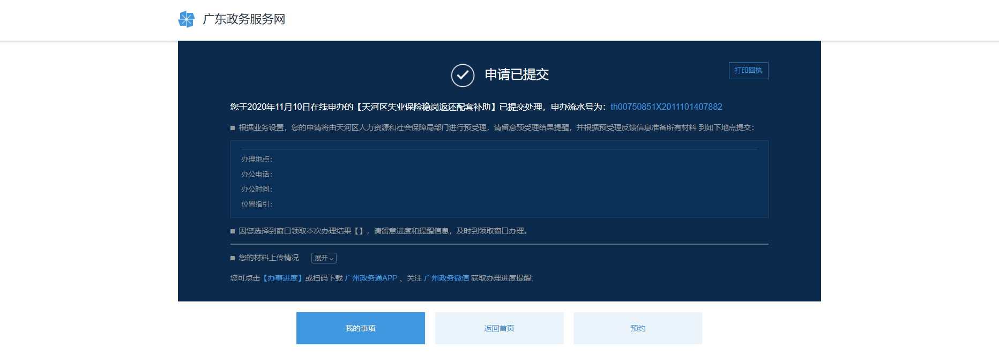 广东政务服务网
申请已提交
打印回执
您于2020年11月10日在线申办的【天河区失业保险稳岗返还配套补助】已提交处理，申办流水号为：th00750851X2011101407882
根据业务设置，您的申请将由天河区人力资源和社会保障局部门进行预受理，请留意预受理结果提醒，并根据预受理反馈信息准备所有材料 到如下地点提交：
办理地点：
办公电话：
办公时间：
位置指引：
因您选择到窗口领取本次办理结果【】，请留意进度和提醒信息，及时到领取窗口办理。
您的材料上传情况 展开
您可点击【办事进度】或扫码下载 广州政务通APP 、关注 广州政务微信 获取办理进度提醒;
我的事项 返回首页 预约